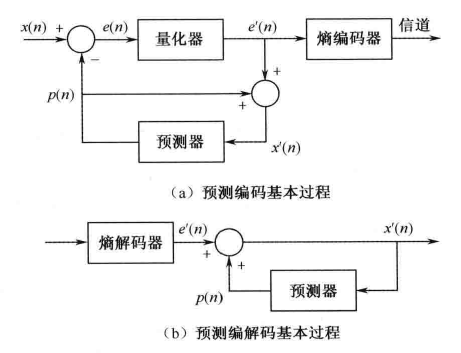 x(n) + e(n) 量化器 e′(n) 熵编码器 信道
−
+
p(n) +
预测器
x′(n)
（a）预测编码基本过程
熵解码器 e′(n) + x′(n)
+
p(n) 预测器
（b）预测编解码基本过程